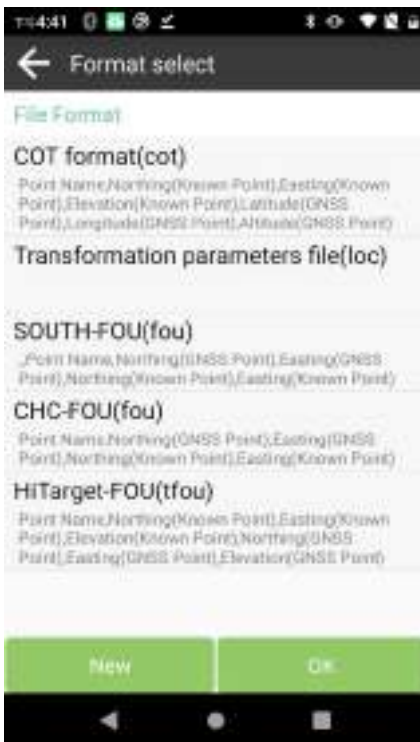 4:41
Format select
File Format
COT format(cot)
Point Name,Northing(Known Point),Easting(Known
Point),Elevation(Known Point),Latitude(GNSS
Point),Longitude(GNSS Point),Altitude(GNSS Point)
Transformation parameters file(loc)
SOUTH-FOU(fou)
,,Point Name,Northing(GNSS Point),Easting(GNSS
Point),Northing(Known Point),Easting(Known Point)
CHC-FOU(fou)
Point Name,Northing(GNSS Point),Easting(GNSS
Point),Northing(Known Point),Easting(Known Point)
HiTarget-FOU(tfou)
Point Name,Northing(Known Point),Easting(Known
Point),Elevation(Known Point),Northing(GNSS
Point),Easting(GNSS Point),Elevation(GNSS Point)
New
OK